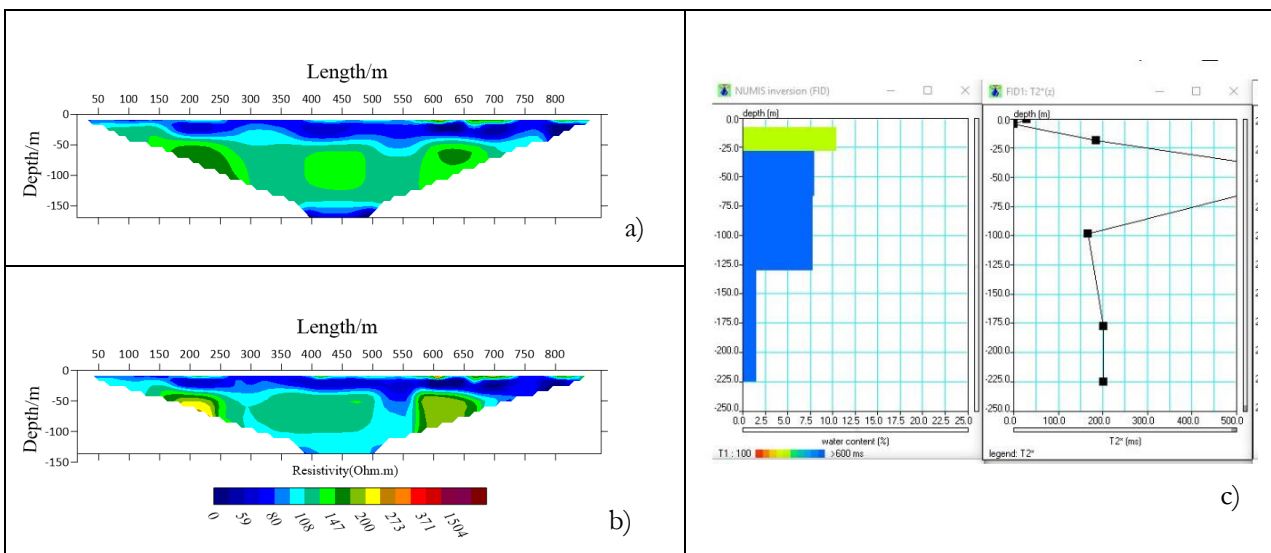 Length/m
50 100 150 200 250 300 350 400 450 500 550 600 650 700 750 800
0
-50
-100
-150
Depth/m
a)
Length/m
50 100 150 200 250 300 350 400 450 500 550 600 650 700 750 800
0
-50
-100
-150
Depth/m
Resistivity(Ohm.m)
0 59 80 108 147 200 273 371 1504
b)
NUMIS inversion (FID)
depth [m]
0.0
-25.0
-50.0
-75.0
-100.0
-125.0
-150.0
-175.0
-200.0
-225.0
-250.0
0.0 2.5 5.0 7.5 10.0 12.5 15.0 17.5 20.0 22.5 25.0
water content [%]
T1 : 100 >600 ms
FID1: T2*(z)
depth [m]
0.0
-25.0
-50.0
-75.0
-100.0
-125.0
-150.0
-175.0
-200.0
-225.0
-250.0
0.0 100.0 200.0 300.0 400.0 500.0
T2* (ms)
legend: T2*
c)